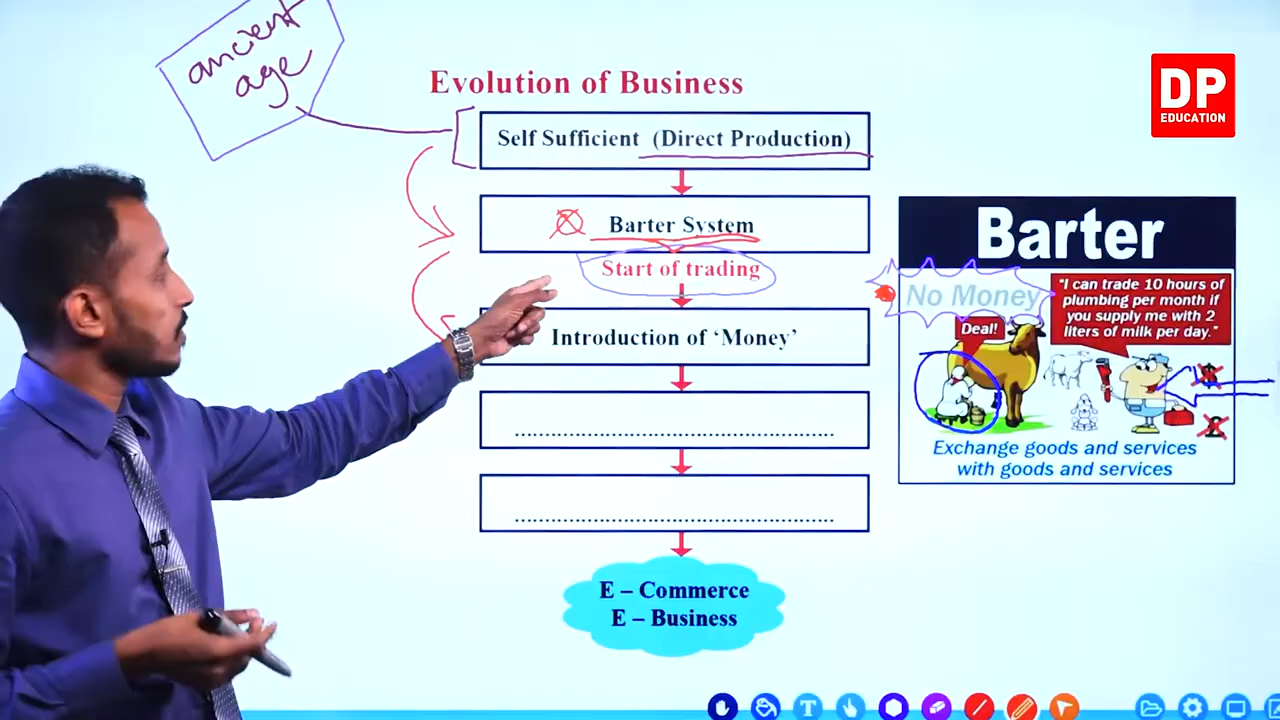 ancient
age
Evolution of Business
DP
EDUCATION
Self Sufficient (Direct Production)
Barter System
Start of trading
Introduction of ‘Money’
......................................................
......................................................
E – Commerce
E – Business
Barter
No Money
"I can trade 10 hours of
plumbing per month if
you supply me with 2
liters of milk per day."
Deal!
Exchange goods and services
with goods and services
T